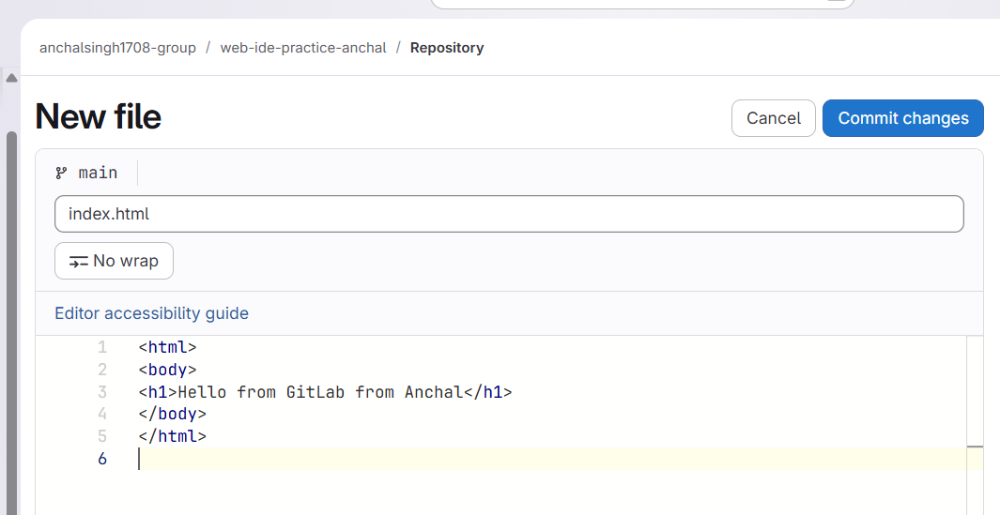 anchalsingh1708-group / web-ide-practice-anchal / Repository
New file
Cancel
Commit changes
main
index.html
No wrap
Editor accessibility guide
1 <html>
2 <body>
3 <h1>Hello from GitLab from Anchal</h1>
4 </body>
5 </html>
6